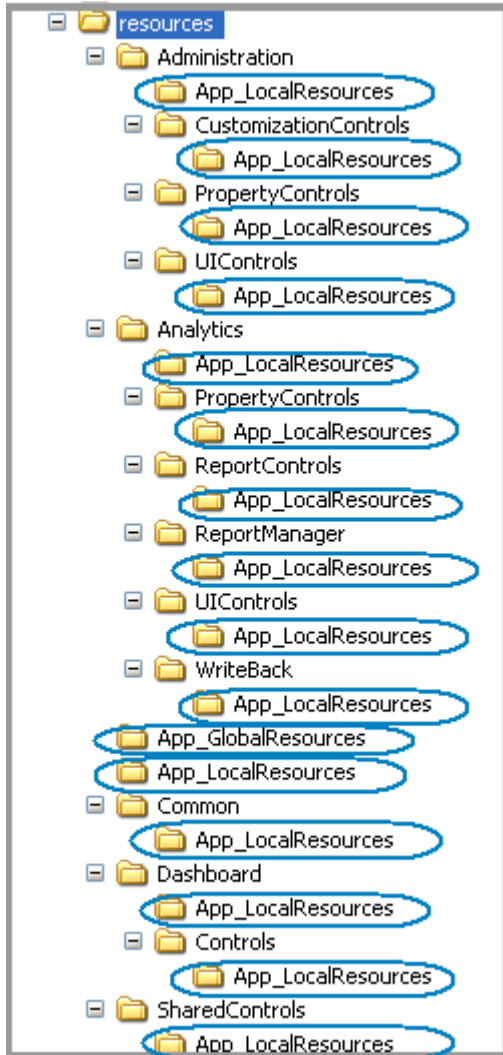 resources
Administration
App_LocalResources
CustomizationControls
App_LocalResources
PropertyControls
App_LocalResources
UIControls
App_LocalResources
Analytics
App_LocalResources
PropertyControls
App_LocalResources
ReportControls
App_LocalResources
ReportManager
App_LocalResources
UIControls
App_LocalResources
WriteBack
App_LocalResources
App_GlobalResources
App_LocalResources
Common
App_LocalResources
Dashboard
App_LocalResources
Controls
App_LocalResources
SharedControls
App_LocalResources